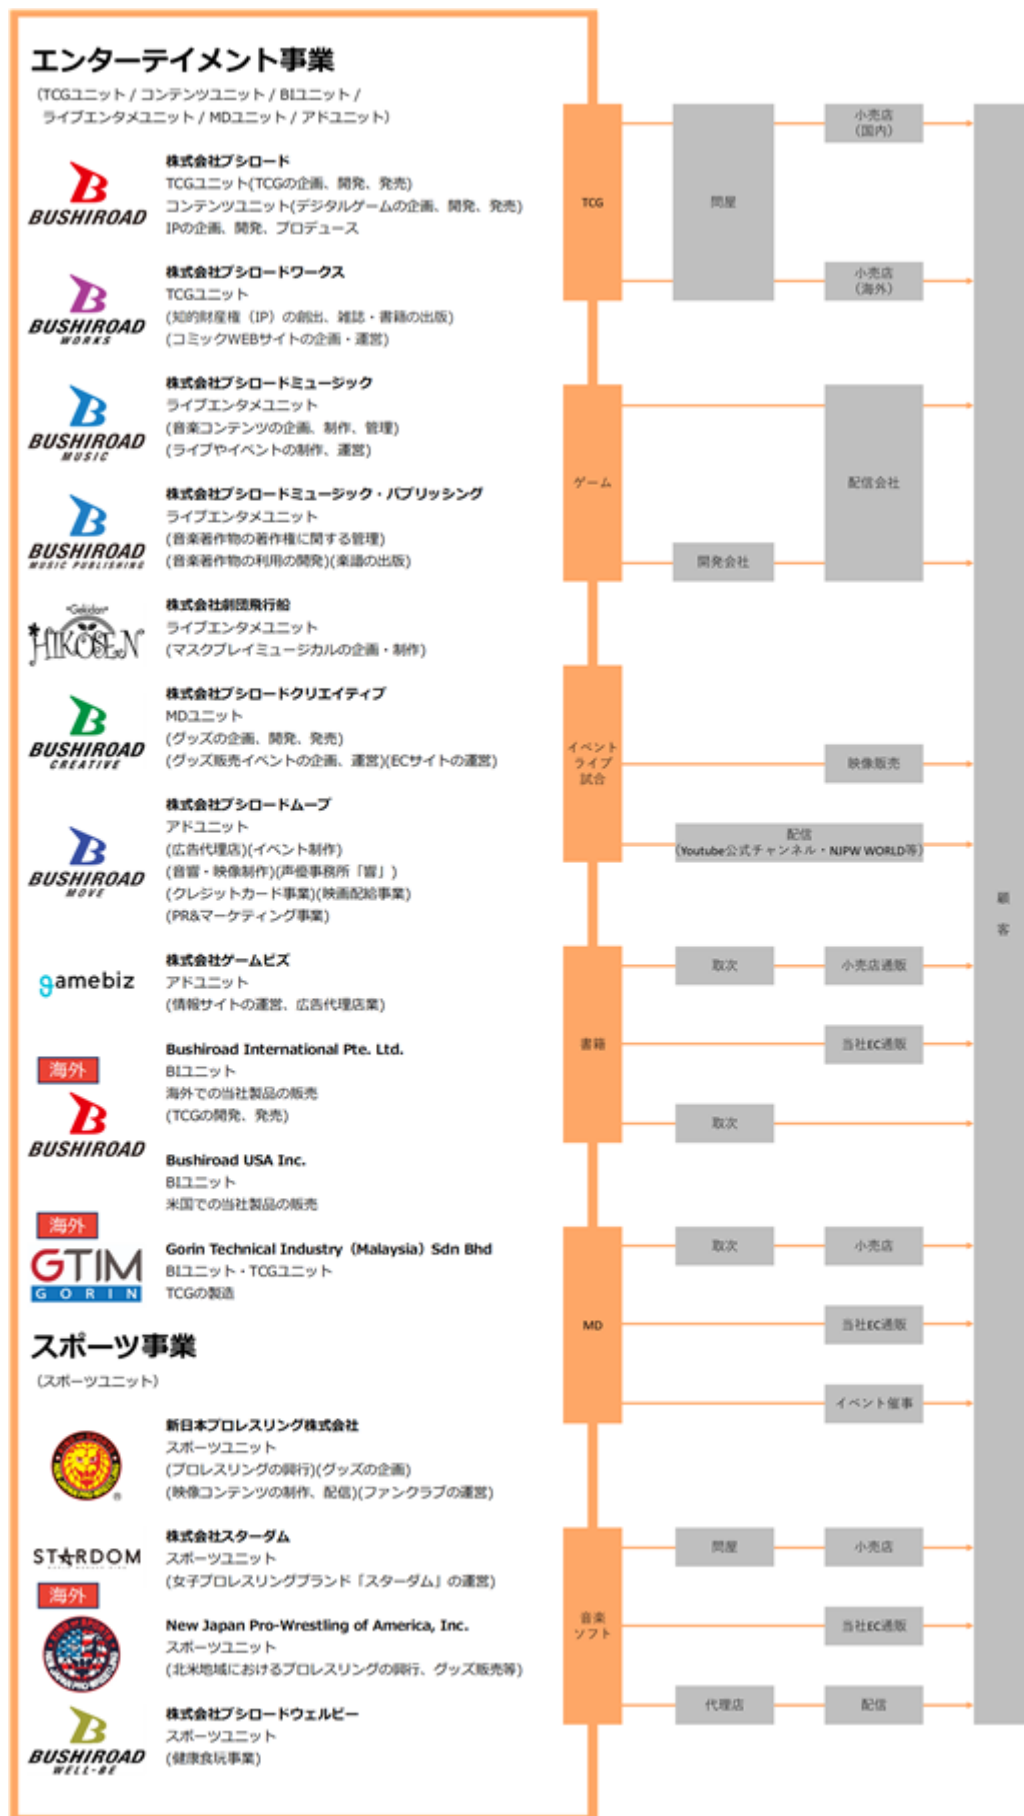 エンターテイメント事業
(TCGユニット / コンテンツユニット / BIユニット /
ライブエンタメユニット / MDユニット / アドユニット)
BUSHIROAD
株式会社ブシロード
TCGユニット(TCGの企画、開発、発売)
コンテンツユニット(デジタルゲームの企画、開発、発売)
IPの企画、開発、プロデュース
BUSHIROAD
WORKS
株式会社ブシロードワークス
TCGユニット
(知的財産権(IP)の創出、雑誌・書籍の出版)
(コミックWEBサイトの企画・運営)
BUSHIROAD
MUSIC
株式会社ブシロードミュージック
ライブエンタメユニット
(音楽コンテンツの企画、制作、管理)
(ライブやイベントの制作、運営)
BUSHIROAD
MUSIC PUBLISHING
株式会社ブシロードミュージック・パブリッシング
ライブエンタメユニット
(音楽著作物の著作権に関する管理)
(音楽著作物の利用の開発)(楽譜の出版)
Gekidan
HIKOSEN
株式会社劇団飛行船
ライブエンタメユニット
(マスクプレイミュージカルの企画・制作)
BUSHIROAD
CREATIVE
株式会社ブシロードクリエイティブ
MDユニット
(グッズの企画、開発、発売)
(グッズ販売イベントの企画、運営)(ECサイトの運営)
BUSHIROAD
MOVE
株式会社ブシロードムーブ
アドユニット
(広告代理店)(イベント制作)
(音響・映像制作)(声優事務所「響」)
(クレジットカード事業)(映画配給事業)
(PR&マーケティング事業)
gamebiz
株式会社ゲームビズ
アドユニット
(情報サイトの運営、広告代理店業)
海外
BUSHIROAD
Bushiroad International Pte. Ltd.
BIユニット
海外での当社製品の販売
(TCGの開発、発売)
Bushiroad USA Inc.
BIユニット
米国での当社製品の販売
海外
GTIM
GORIN
Gorin Technical Industry (Malaysia) Sdn Bhd
BIユニット・TCGユニット
TCGの製造
スポーツ事業
(スポーツユニット)
新日本プロレスリング株式会社
スポーツユニット
(プロレスリングの興行)(グッズの企画)
(映像コンテンツの制作、配信)(ファンクラブの運営)
STARDOM
株式会社スターダム
スポーツユニット
(女子プロレスリングブランド「スターダム」の運営)
海外
New Japan Pro-Wrestling of America, Inc.
スポーツユニット
(北米地域におけるプロレスリングの興行、グッズ販売等)
BUSHIROAD
WELL-BE
株式会社ブシロードウェルビー
スポーツユニット
(健康食玩事業)
TCG
問屋
小売店
(国内)
小売店
(海外)
ゲーム
開発会社
配信会社
イベント
ライブ
試合
映像販売
配信
(Youtube公式チャンネル・NJPW WORLD等)
書籍
取次
小売店通販
当社EC通販
取次
MD
取次
小売店
当社EC通販
イベント催事
音楽
ソフト
問屋
小売店
当社EC通販
代理店
配信
顧客